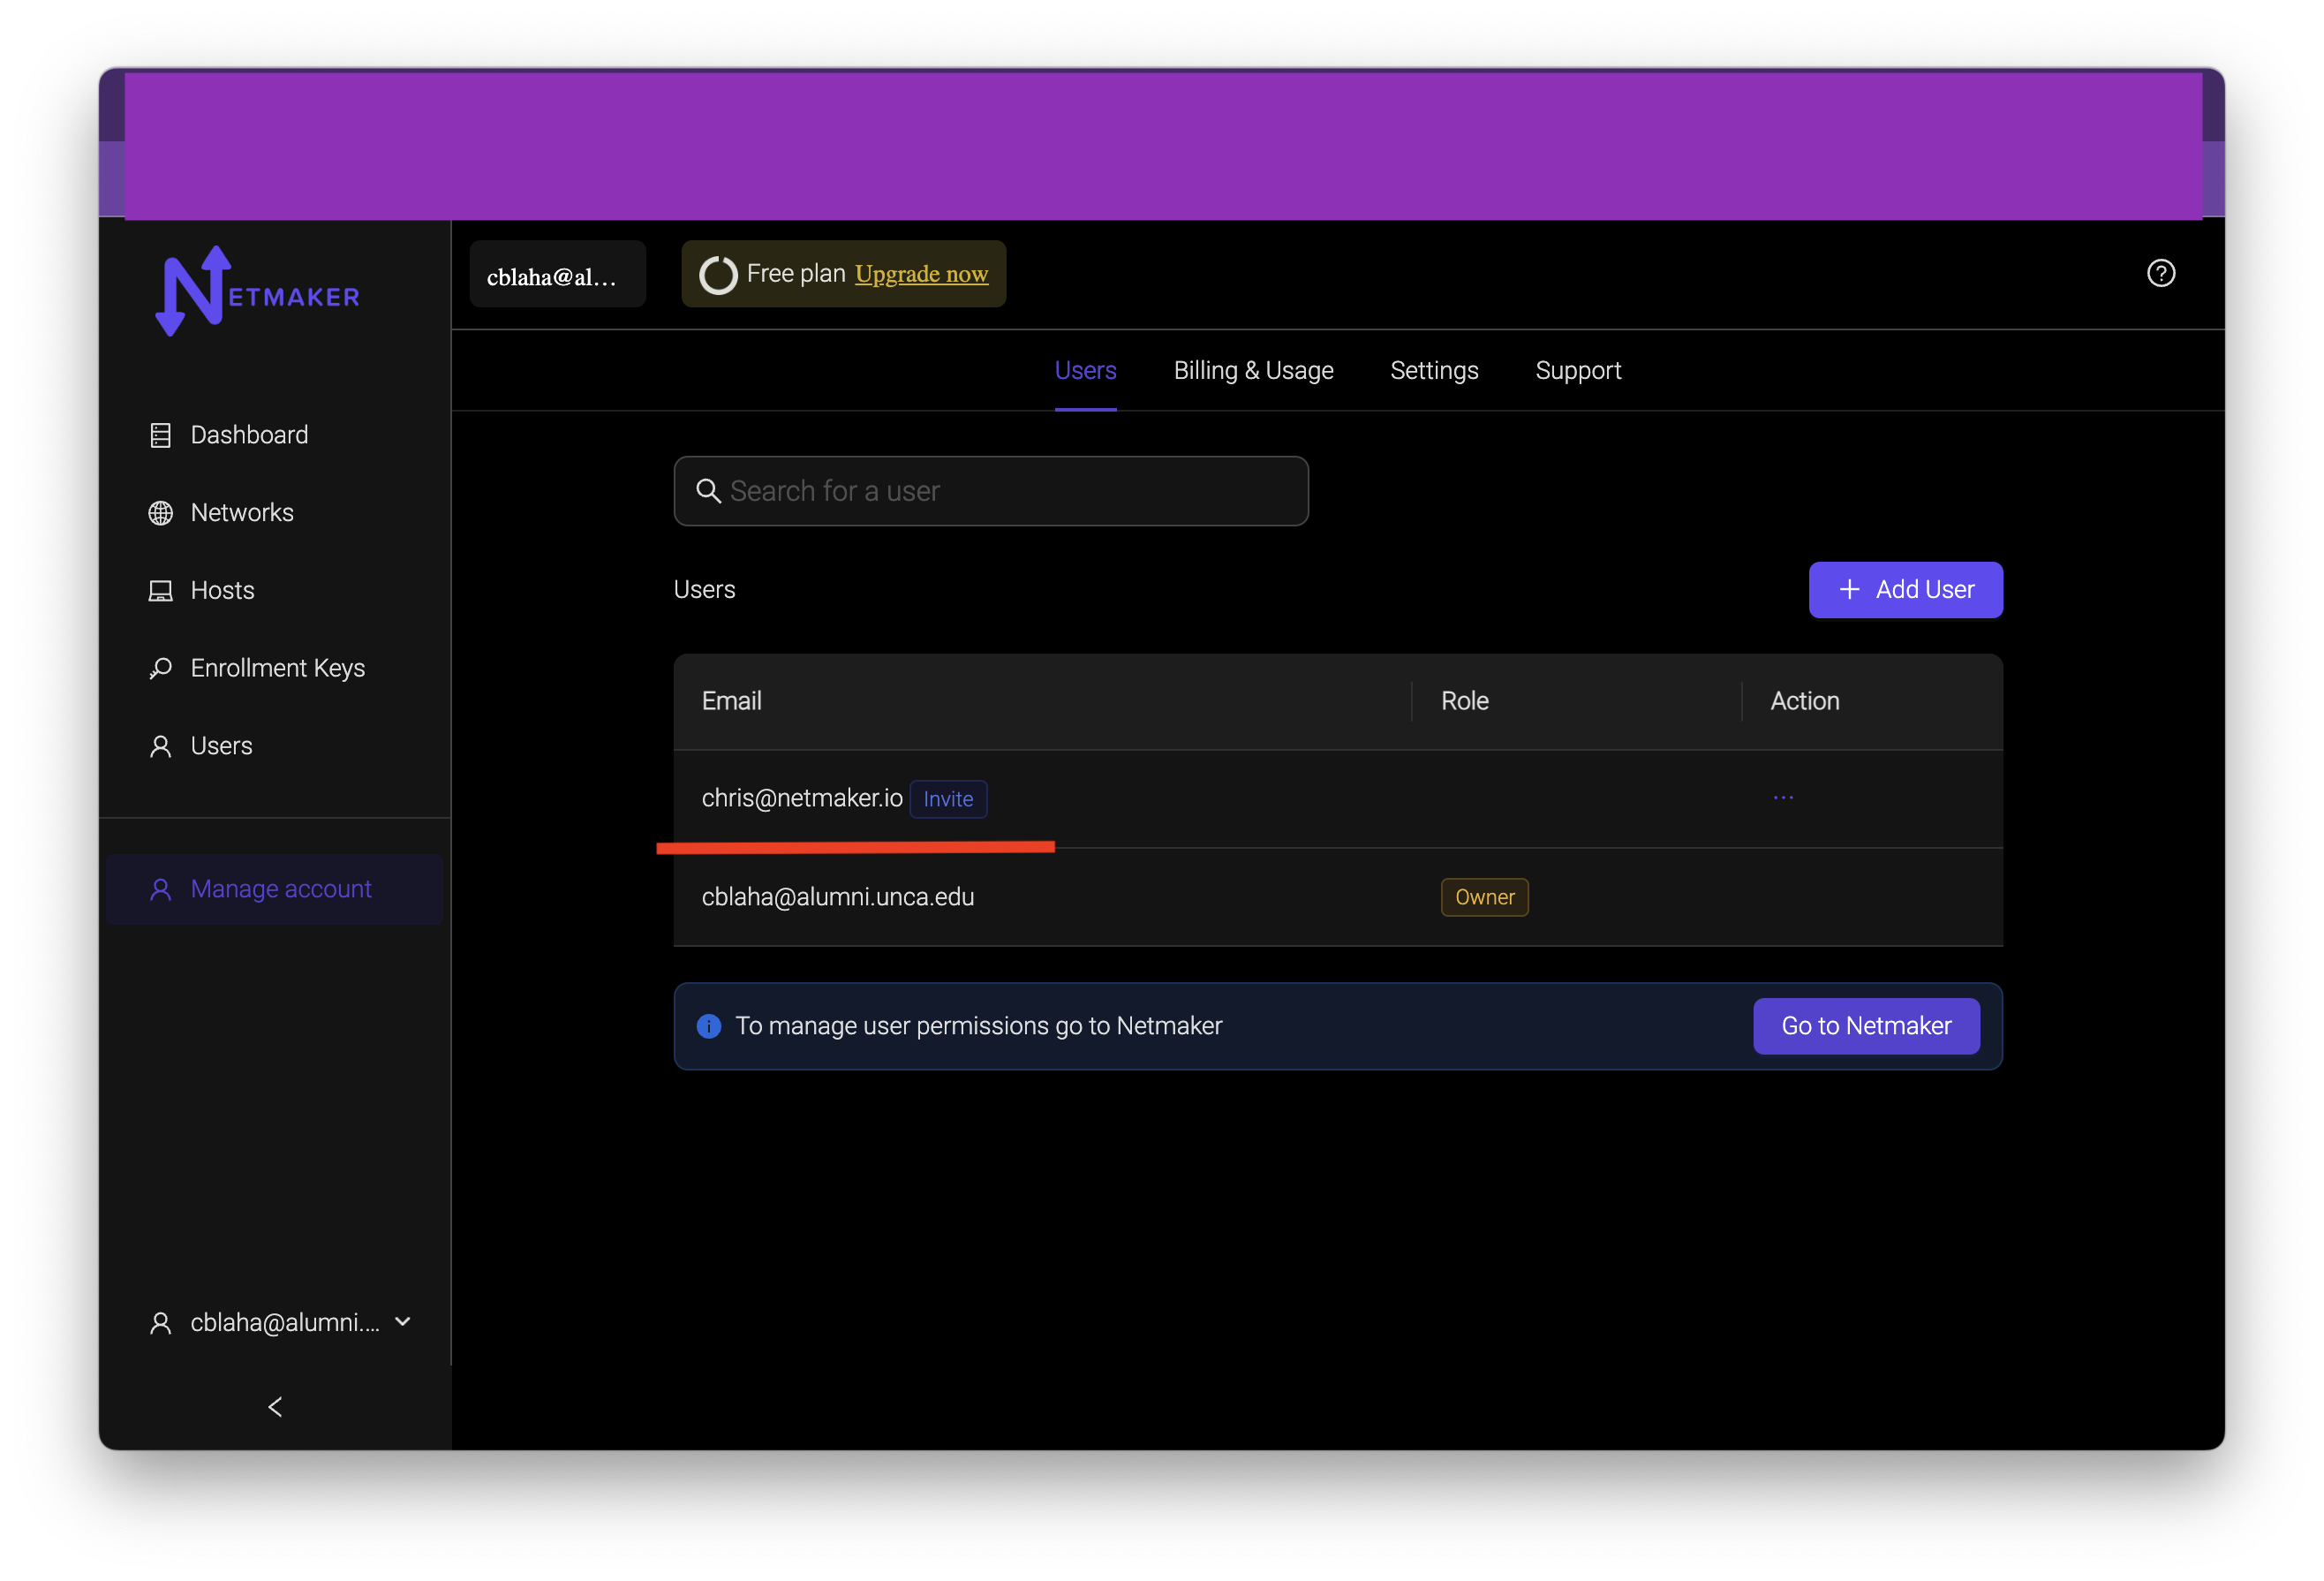 NETMAKER
cblaha@al...
Free plan Upgrade now
Users Billing & Usage Settings Support
Dashboard
Networks
Hosts
Enrollment Keys
Users
Manage account
cblaha@alumni....
Search for a user
Users
Add User
Email Role Action
chris@netmaker.io Invite
cblaha@alumni.unca.edu Owner
To manage user permissions go to Netmaker Go to Netmaker